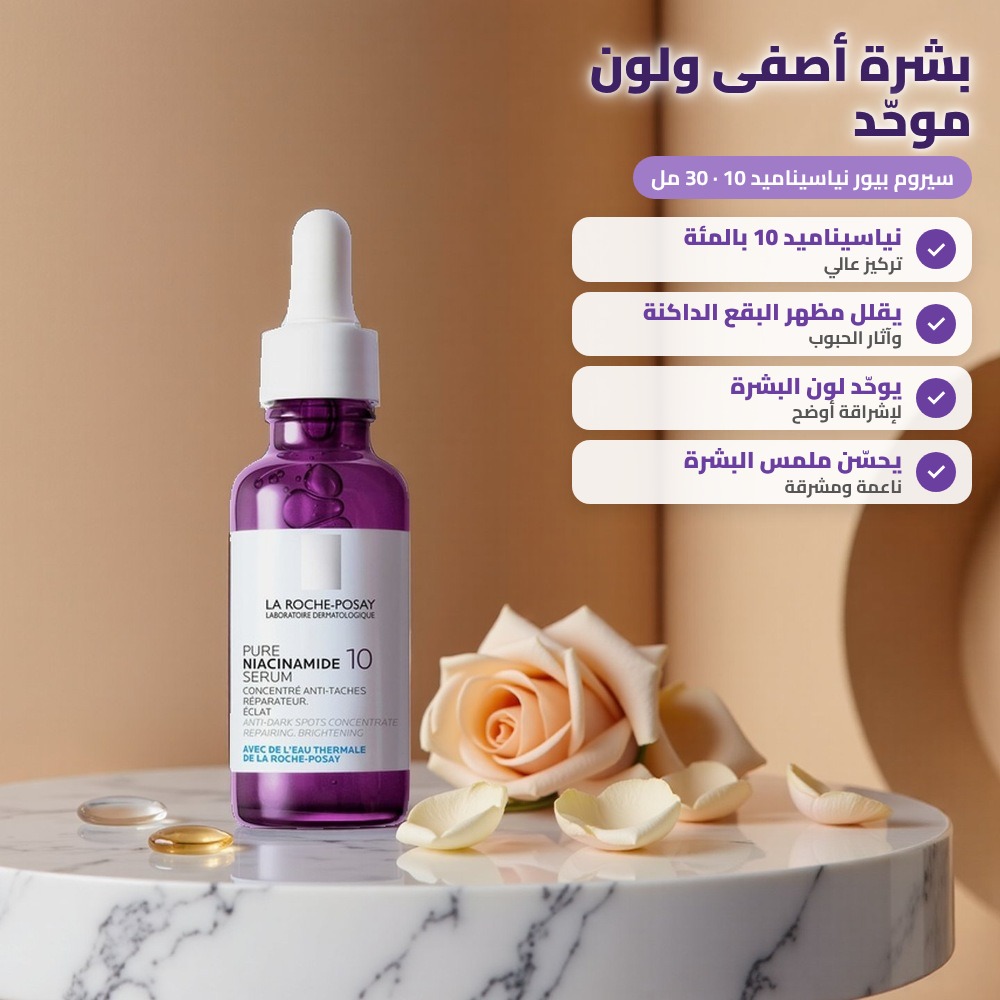 بشرة أصفى ولون
موحّد
سيروم بيور نياسيناميد 10 · 30 مل
نياسيناميد 10 بالمئة
تركيز عالي
يقلل مظهر البقع الداكنة
وآثار الحبوب
يوحّد لون البشرة
لإشراقة أوضح
يحسّن ملمس البشرة
ناعمة ومشرقة
LA ROCHE-POSAY
LABORATOIRE DERMATOLOGIQUE
PURE
NIACINAMIDE 10
SERUM
CONCENTRÉ ANTI-TACHES
RÉPARATEUR.
ÉCLAT
ANTI-DARK SPOTS CONCENTRATE
REPAIRING. BRIGHTENING
AVEC DE L'EAU THERMALE
DE LA ROCHE-POSAY